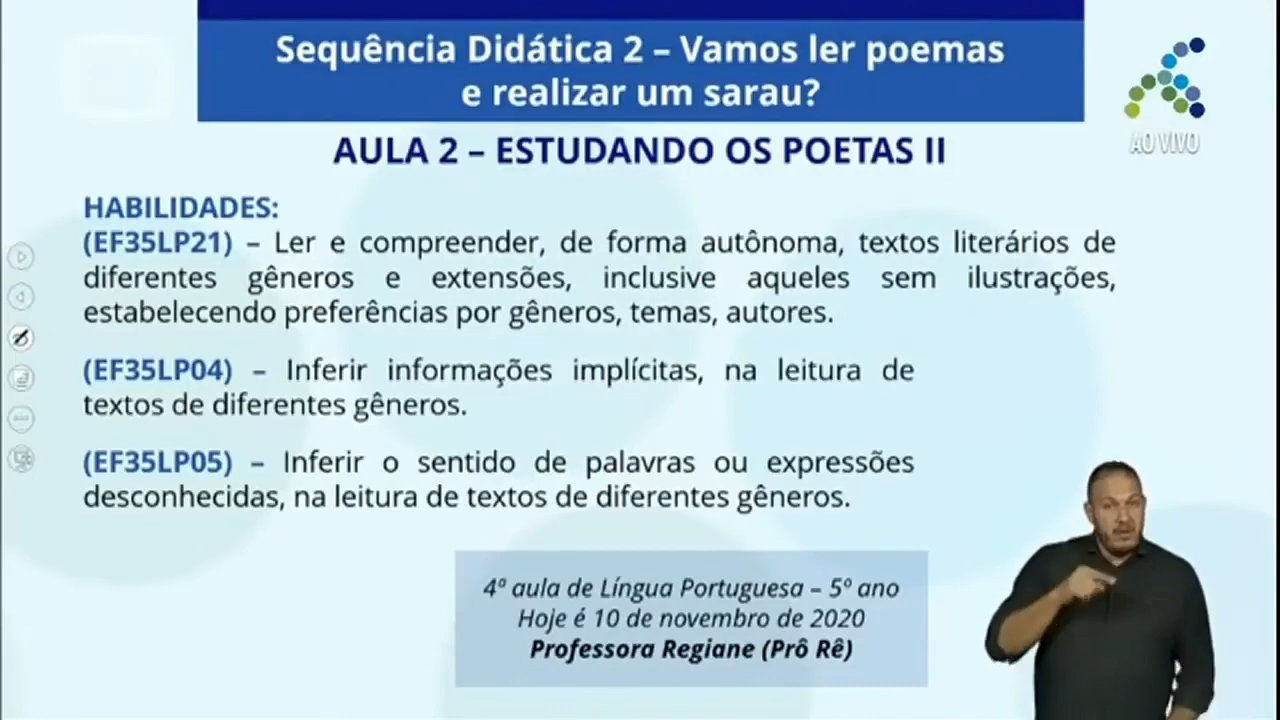 Sequência Didática 2 – Vamos ler poemas
e realizar um sarau?
AO VIVO
AULA 2 – ESTUDANDO OS POETAS II
HABILIDADES:
(EF35LP21) – Ler e compreender, de forma autônoma, textos literários de
diferentes gêneros e extensões, inclusive aqueles sem ilustrações,
estabelecendo preferências por gêneros, temas, autores.
(EF35LP04) – Inferir informações implícitas, na leitura de
textos de diferentes gêneros.
(EF35LP05) – Inferir o sentido de palavras ou expressões
desconhecidas, na leitura de textos de diferentes gêneros.
4ª aula de Língua Portuguesa – 5º ano
Hoje é 10 de novembro de 2020
Professora Regiane (Prô Rê)